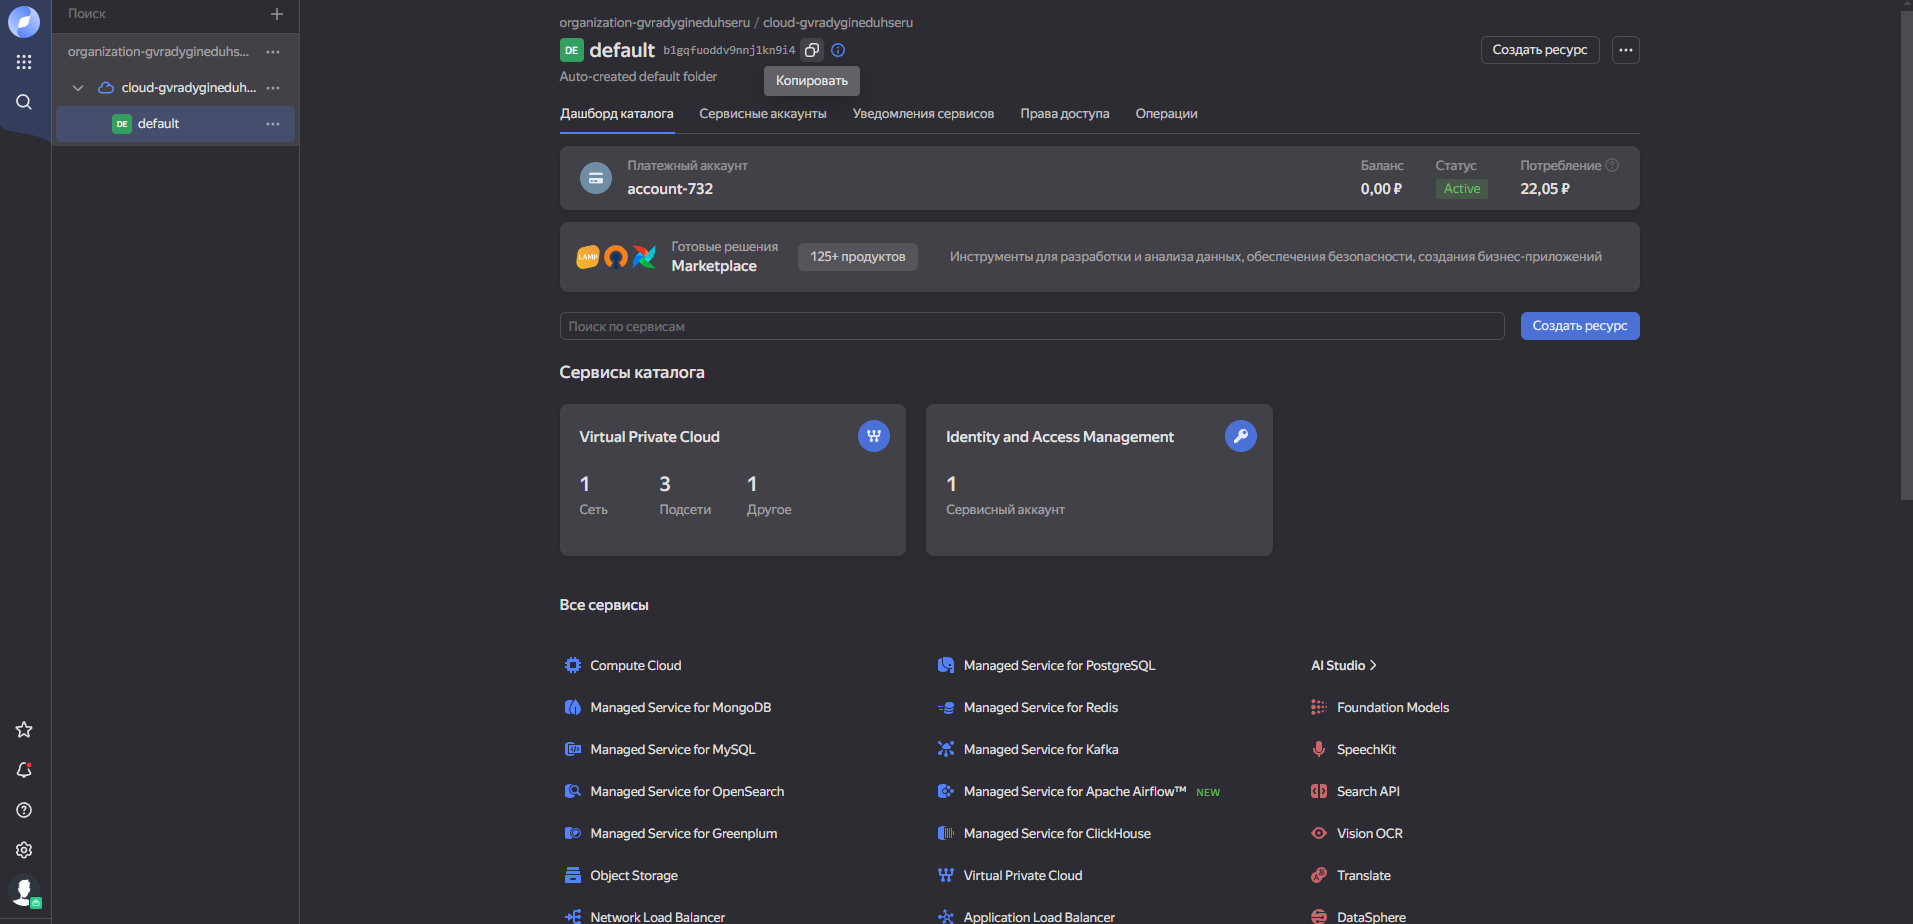 Поиск
organization-gvradygineduhs...
cloud-gvradygineduh...
DE default
organization-gvradygineduhseru / cloud-gvradygineduhseru
DE default b1gqfuoddv9nnj1kn9i4
Создать ресурс
Auto-created default folder
Копировать
Дашборд каталога Сервисные аккаунты Уведомления сервисов Права доступа Операции
Платежный аккаунт
account-732
Баланс
0,00 ₽
Статус
Active
Потребление
22,05 ₽
LAMP
Готовые решения
Marketplace
125+ продуктов
Инструменты для разработки и анализа данных, обеспечения безопасности, создания бизнес-приложений
Поиск по сервисам
Создать ресурс
Сервисы каталога
Virtual Private Cloud
1 3 1
Сеть Подсети Другое
Identity and Access Management
1
Сервисный аккаунт
Все сервисы
Compute Cloud
Managed Service for MongoDB
Managed Service for MySQL
Managed Service for OpenSearch
Managed Service for Greenplum
Object Storage
Network Load Balancer
Managed Service for PostgreSQL
Managed Service for Redis
Managed Service for Kafka
Managed Service for Apache Airflow™ NEW
Managed Service for ClickHouse
Virtual Private Cloud
Application Load Balancer
AI Studio
Foundation Models
SpeechKit
Search API
Vision OCR
Translate
DataSphere